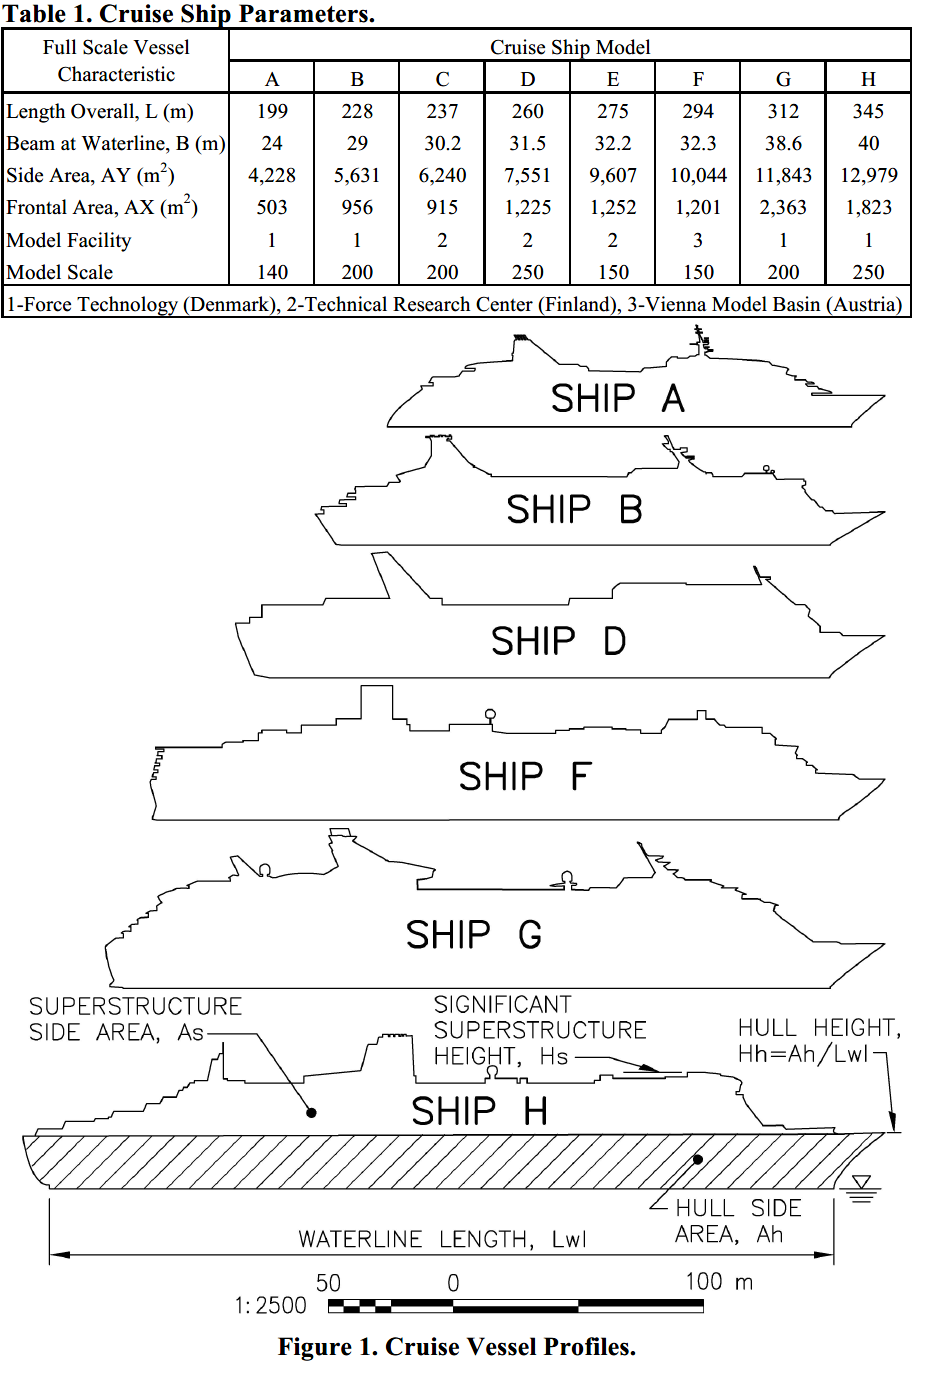 Table 1. Cruise Ship Parameters.
Full Scale Vessel Characteristic Cruise Ship Model
A B C D E F G H
Length Overall, L (m) 199 228 237 260 275 294 312 345
Beam at Waterline, B (m) 24 29 30.2 31.5 32.2 32.3 38.6 40
Side Area, AY (m²) 4,228 5,631 6,240 7,551 9,607 10,044 11,843 12,979
Frontal Area, AX (m²) 503 956 915 1,225 1,252 1,201 2,363 1,823
Model Facility 1 1 2 2 2 3 1 1
Model Scale 140 200 200 250 150 150 200 250
1-Force Technology (Denmark), 2-Technical Research Center (Finland), 3-Vienna Model Basin (Austria)
SHIP A
SHIP B
SHIP D
SHIP F
SHIP G
SUPERSTRUCTURE
SIDE AREA, As
SIGNIFICANT
SUPERSTRUCTURE
HEIGHT, Hs
HULL HEIGHT,
Hh=Ah/Lwl
SHIP H
HULL SIDE
AREA, Ah
WATERLINE LENGTH, Lwl
50 0 100 m
1:2500
Figure 1. Cruise Vessel Profiles.